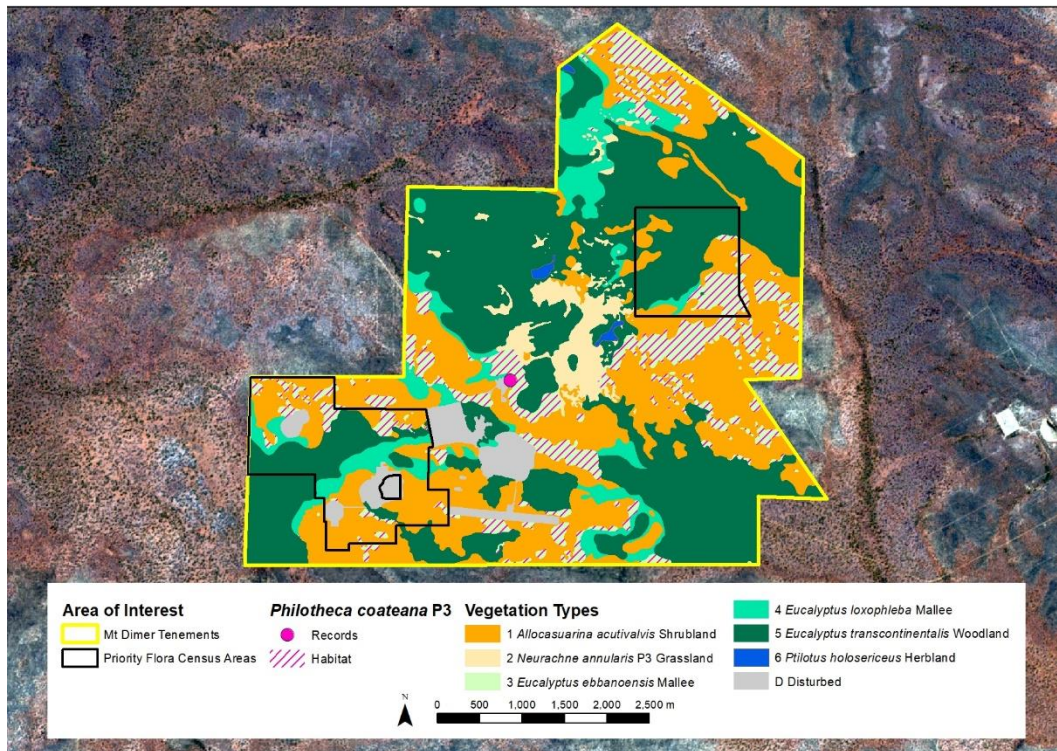 Area of Interest
Mt Dimer Tenements
Priority Flora Census Areas
Philotheca coateana P3
Records
Habitat
Vegetation Types
1 Allocasuarina acutivalvis Shrubland
2 Neurachne annularis P3 Grassland
3 Eucalyptus ebbanoensis Mallee
4 Eucalyptus loxophleba Mallee
5 Eucalyptus transcontinentalis Woodland
6 Ptilotus holosericeus Herbland
D Disturbed
N
0 500 1,000 1,500 2,000 2,500 m